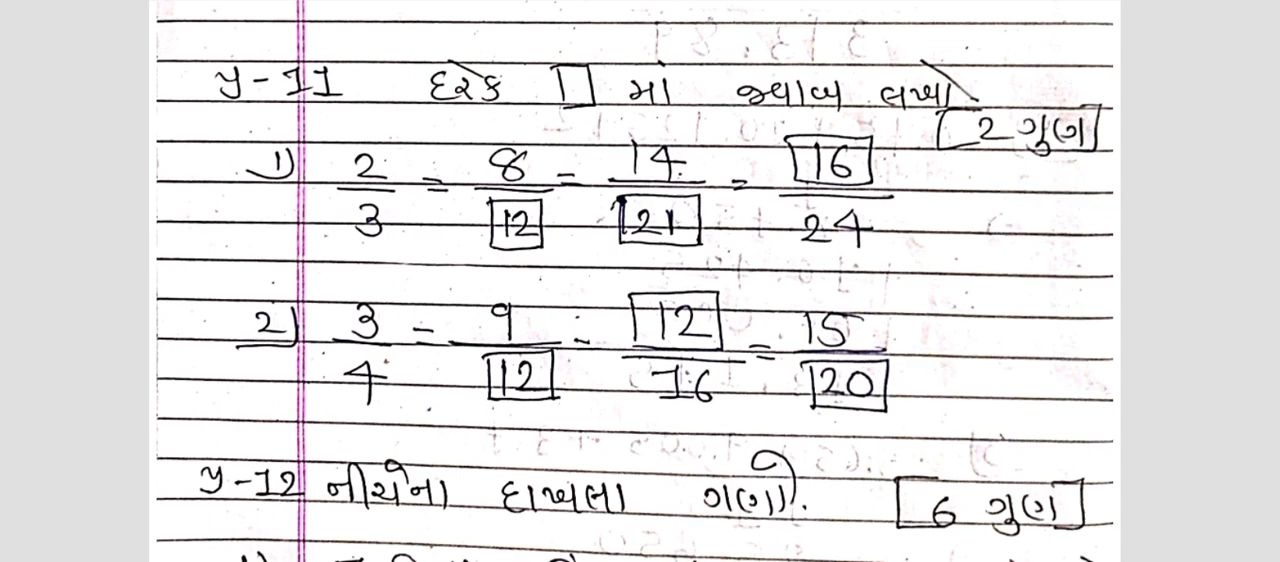 પ્ર-11 દરેક □ માં જવાબ લખો.
2 ગુણ
1) 2/3 = 8/12 = 14/21 = 16/24
2) 3/4 = 9/12 = 12/16 = 15/20
પ્ર-12 નીચેના દાખલા ગણો.
6 ગુણ